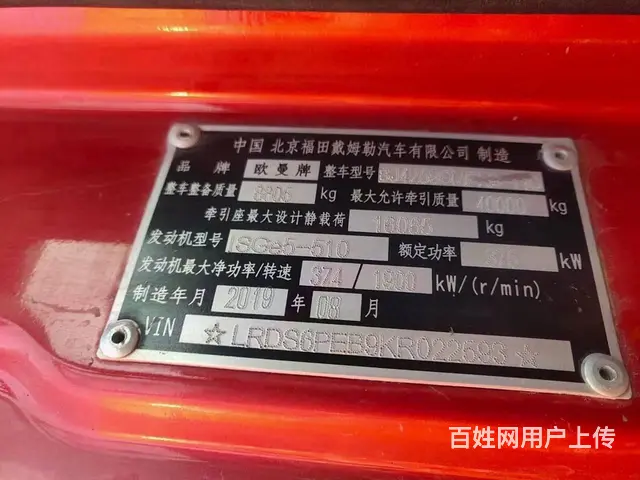 中国 北京福田戴姆勒汽车有限公司 制造
品牌 欧曼牌 整车型号
整车整备质量 8805 kg 最大允许牵引质量 40000 kg
牵引座最大设计静载荷 16065 kg
发动机型号 ISGe5-510 额定功率 375 kW
发动机最大净功率/转速 374 / 1900 kW/(r/min)
制造年月 2019 年 08 月
VIN ☆ LRDS6PEB9KR022593 ☆
百姓网用户上传